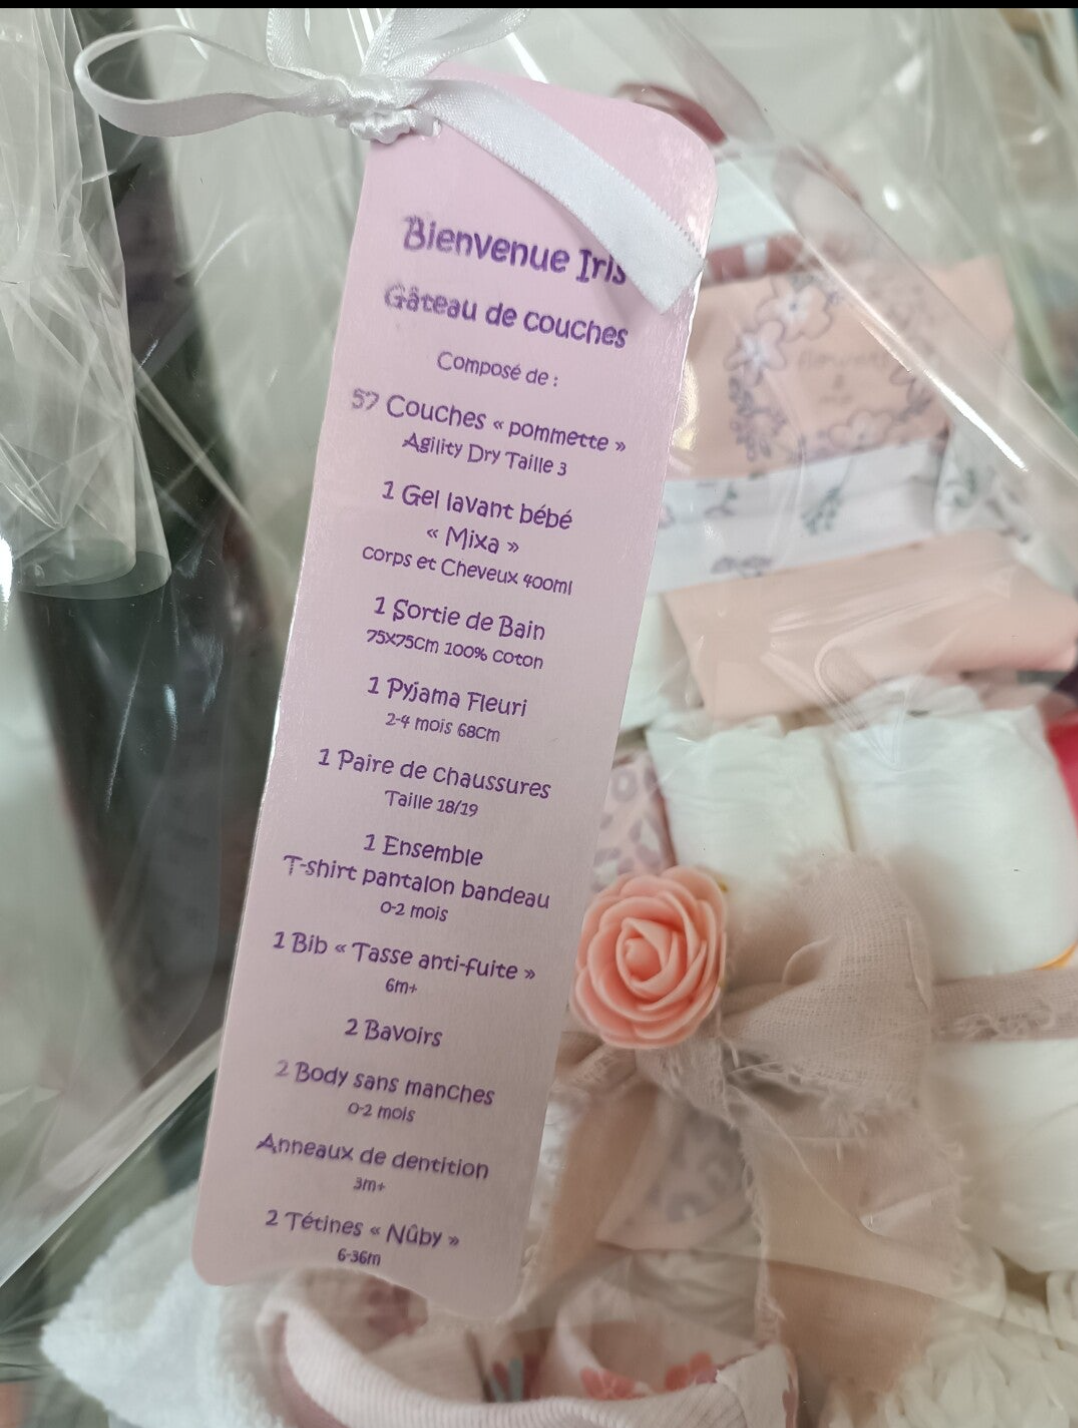 Bienvenue Iris
Gâteau de couches
Composé de :
57 Couches « pommette »
Agility Dry Taille 3
1 Gel lavant bébé
« Mixa »
corps et Cheveux 400ml
1 Sortie de Bain
75X75Cm 100% coton
1 Pyjama Fleuri
2-4 mois 68Cm
1 Paire de chaussures
Taille 18/19
1 Ensemble
T-shirt pantalon bandeau
0-2 mois
1 Bib « Tasse anti-fuite »
6m+
2 Bavoirs
2 Body sans manches
0-2 mois
Anneaux de dentition
3m+
2 Tétines « Nûby »
6-36m